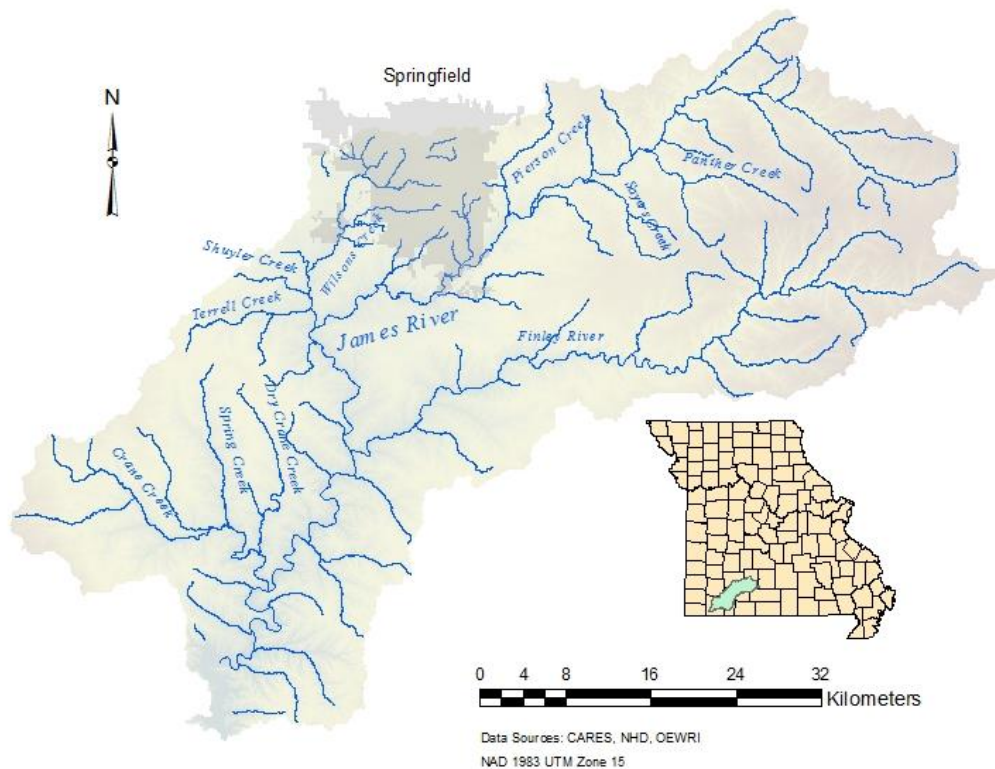 Springfield
N
Pierson Creek
Panther Creek
Sayers Creek
Shuyler Creek
Wilsons Creek
Terrell Creek
James River
Finley River
Dry Crane Creek
Spring Creek
Crane Creek
0 4 8 16 24 32
Kilometers
Data Sources: CARES, NHD, OEWRI
NAD 1983 UTM Zone 15